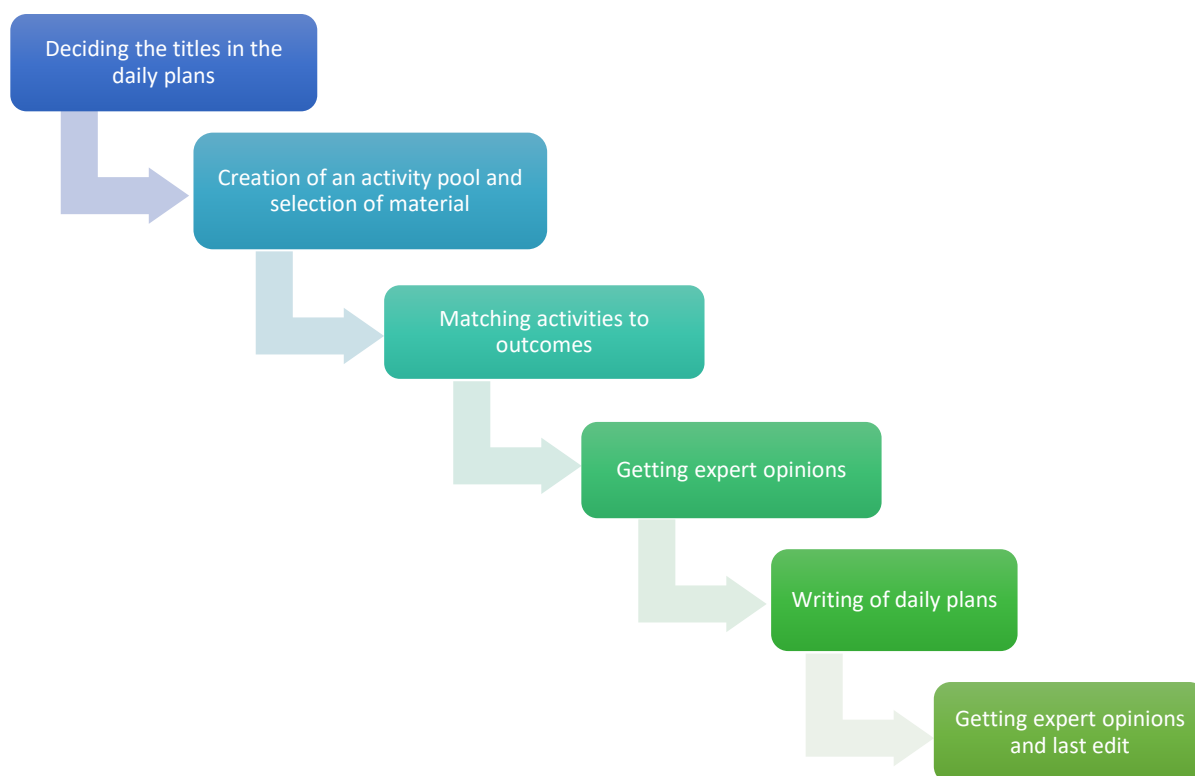 Deciding the titles in the
daily plans
Creation of an activity pool and
selection of material
Matching activities to
outcomes
Getting expert opinions
Writing of daily plans
Getting expert opinions
and last edit